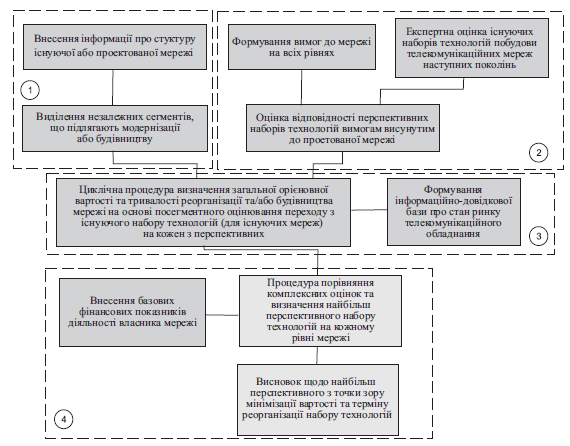 Внесення інформації про стуктуру
існуючої або проектованої мережі
1
Виділення незалежних сегментів,
що підлягають модернізації
або будівництву
Формування вимог до мережі
на всіх рівнях
Експертна оцінка існуючих
наборів технологій побудови
телекомунікаційних мереж
наступних поколінь
Оцінка відповідності перспективних
наборів технологій вимогам висунутим
до простованої мережі
2
Циклічна процедура визначення загальної орієновної
вартості та тривалості реорганізації та/або будівництва
мережі на основі посегментного оцінювання переходу з
існуючого набору технологій (для існуючих мереж)
на кожен з перспективних
Формування
інформаційно-довідкової
бази про стан ринку
телекомунікаційного
обладнання
3
Внесення базових
фінансових показників
діяльності власника мережі
Процедура порівняння
комплексних оцінок та
визначення найбільш
перспективного набору
технологій на кожному
рівні мережі
Висновок щодо найбільш
перспективного з точки зору
мінімізації вартості та терміну
реорганізації набору технологій
4